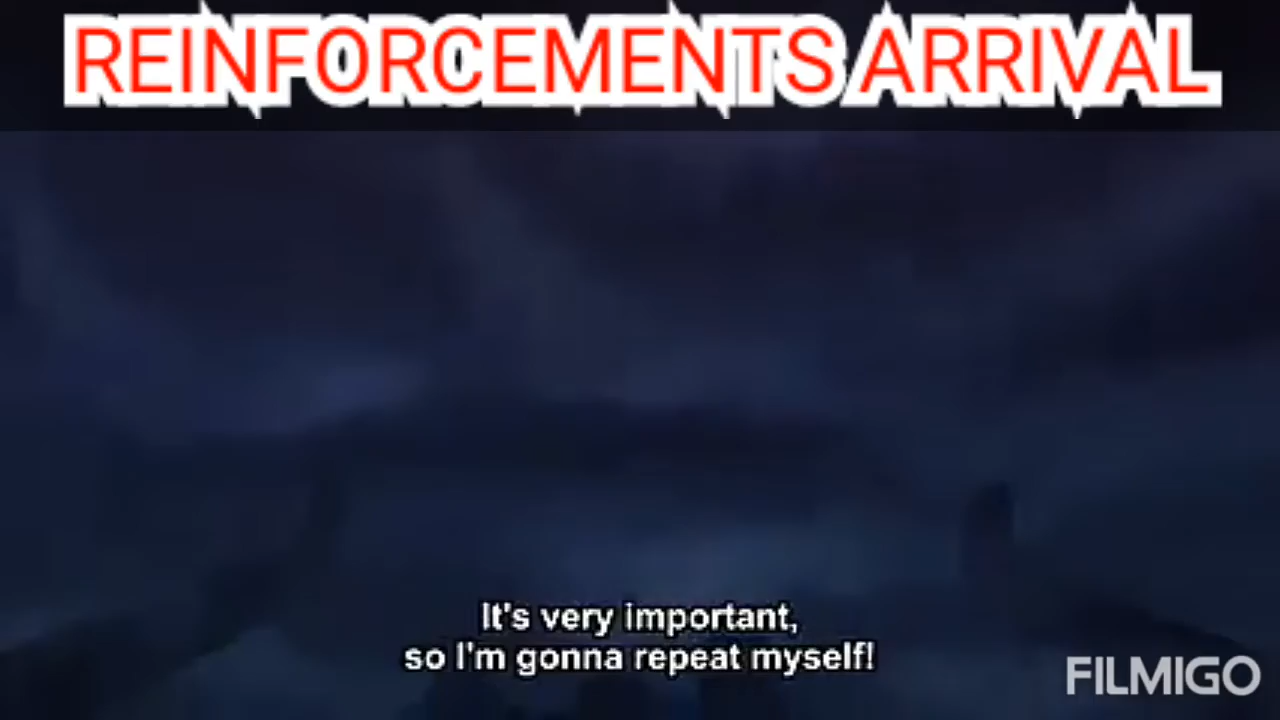 REINFORCEMENTS ARRIVAL
It's very important,
so I'm gonna repeat myself!
FILMIGO